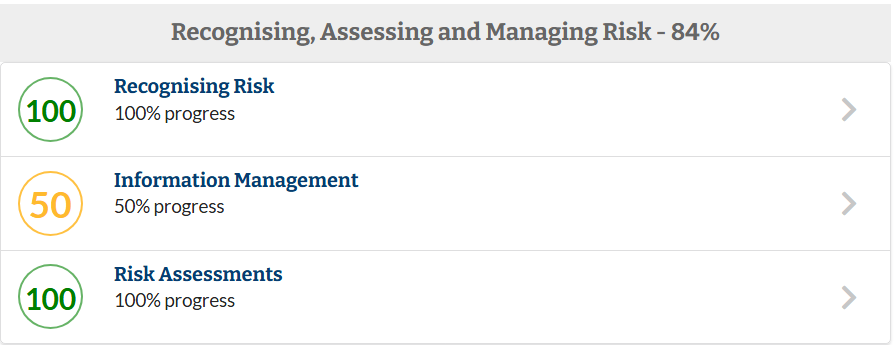 Recognising, Assessing and Managing Risk - 84%
100
Recognising Risk
100% progress
50
Information Management
50% progress
100
Risk Assessments
100% progress